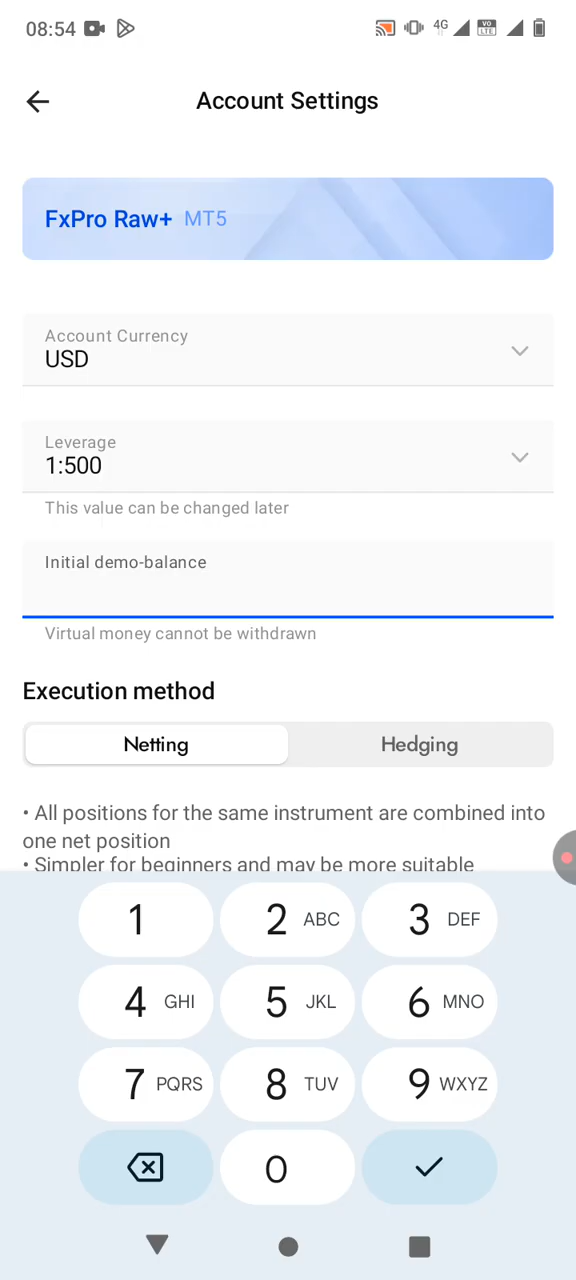 08:54
4G
VO LTE
Account Settings
FxPro Raw+ MT5
Account Currency
USD
Leverage
1:500
This value can be changed later
Initial demo-balance
Virtual money cannot be withdrawn
Execution method
Netting Hedging
• All positions for the same instrument are combined into
one net position
• Simpler for beginners and may be more suitable
1 2 ABC 3 DEF
4 GHI 5 JKL 6 MNO
7 PQRS 8 TUV 9 WXYZ
0